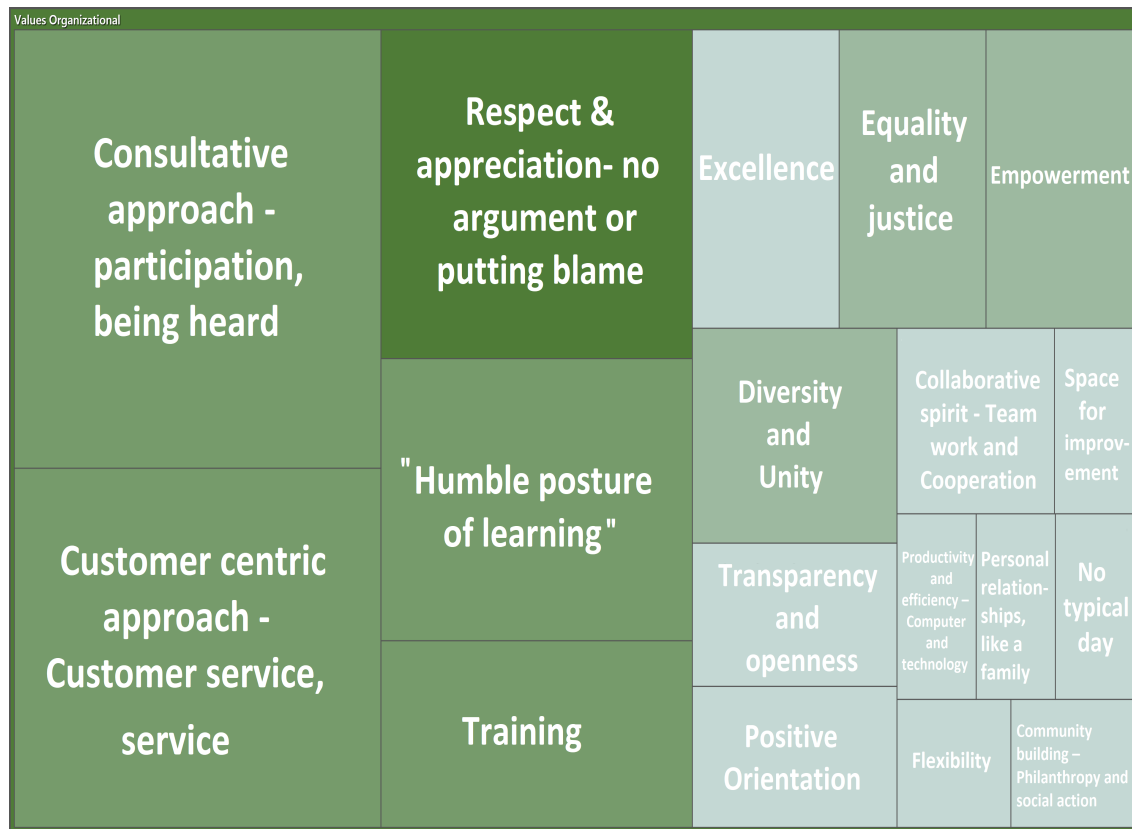 Values Organizational
Consultative
approach -
participation,
being heard
Customer centric
approach -
Customer service,
service
Respect &
appreciation- no
argument or
putting blame
"Humble posture
of learning"
Training
Excellence
Equality
and
justice
Empowerment
Diversity
and
Unity
Transparency
and
openness
Positive
Orientation
Collaborative
spirit - Team
work and
Cooperation
Space
for
improv-
ement
Productivity
and
efficiency –
Computer
and
technology
Personal
relation-
ships,
like a
family
No
typical
day
Flexibility
Community
building –
Philanthropy and
social action